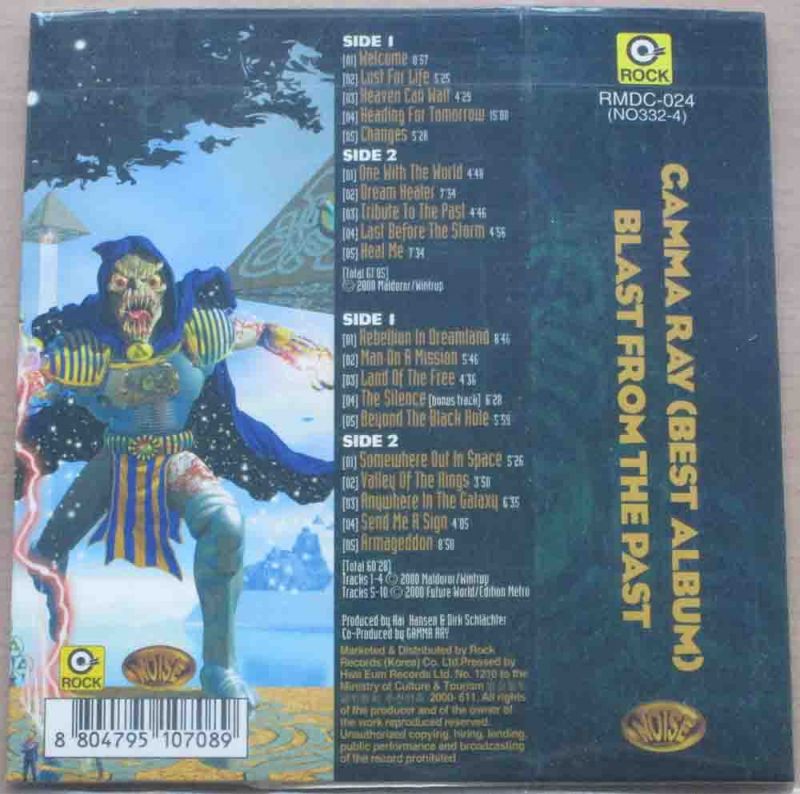 SIDE 1
[01] Welcome 0'57
[02] Lust For Life 5'25
[03] Heaven Can Wait 4'29
[04] Heading For Tomorrow 15'00
[05] Changes 5'28
SIDE 2
[01] One With The World 4'48
[02] Dream Healer 7'34
[03] Tribute To The Past 4'46
[04] Last Before The Storm 4'56
[05] Heal Me 7'34
[Total 61'05]
© 2000 Maldoror/Wintrup
SIDE 1
[01] Rebellion In Dreamland 8'46
[02] Man On A Mission 5'46
[03] Land Of The Free 4'36
[04] The Silence [bonus track] 6'28
[05] Beyond The Black Hole 5'59
SIDE 2
[01] Somewhere Out In Space 5'26
[02] Valley Of The Kings 3'50
[03] Anywhere In The Galaxy 6'35
[04] Send Me A Sign 4'05
[05] Armageddon 8'50
[Total 60'28]
Tracks 1-4 © 2000 Maldoror/Wintrup
Tracks 5-10 © 2000 Future World/Edition Metro
Produced by Kai Hansen & Dirk Schlächter
Co-Produced by GAMMA RAY
Marketed & Distributed by Rock
Records (Korea) Co. Ltd.Pressed by
Hwa Eum Records Ltd. No. 1210 to the
Ministry of Culture & Tourism
2000-611. All rights
of the producer and of the owner of
the work reproduced reserved.
Unauthorized copying, hiring, lending,
public performance and broadcasting
of the record prohibited.
ROCK
NOISE
8 804795 107089
ROCK
RMDC-024
(NO332-4)
GAMMA RAY (BEST ALBUM)
BLAST FROM THE PAST
NOISE